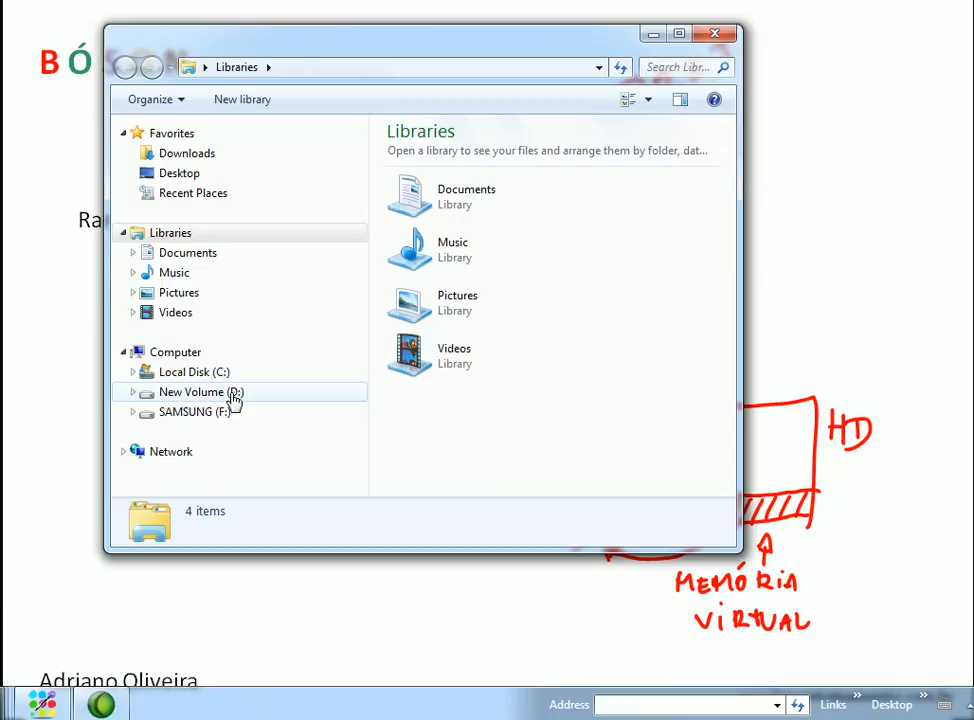 B Ó
Libraries
Search Libr...
Organize
New library
Favorites
Downloads
Desktop
Recent Places
Libraries
Documents
Music
Pictures
Videos
Computer
Local Disk (C:)
New Volume (D:)
SAMSUNG (F:)
Network
Libraries
Open a library to see your files and arrange them by folder, dat...
Documents
Library
Music
Library
Pictures
Library
Videos
Library
4 items
Ra
HD
MEMÓRiA
ViRTUAL
Adriano Oliveira
Address
Links
Desktop